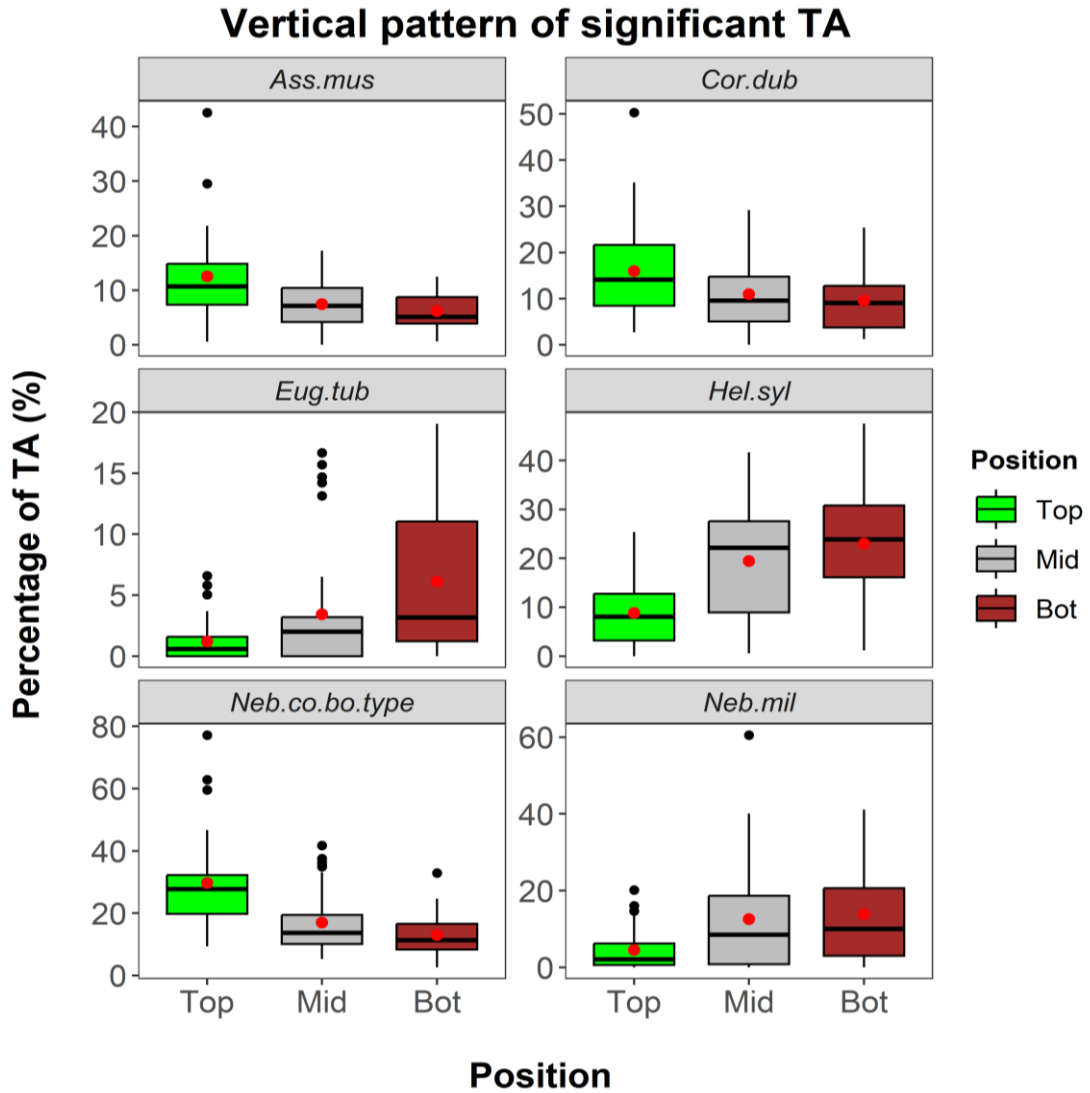 Vertical pattern of significant TA
Ass.mus
Cor.dub
40
30
20
10
0
50
40
30
20
10
0
Percentage of TA (%)
Eug.tub
Hel.syl
20
15
10
5
0
40
30
20
10
0
Neb.co.bo.type
Neb.mil
80
60
40
20
0
60
40
20
0
Top Mid Bot
Top Mid Bot
Position
Position
Top
Mid
Bot